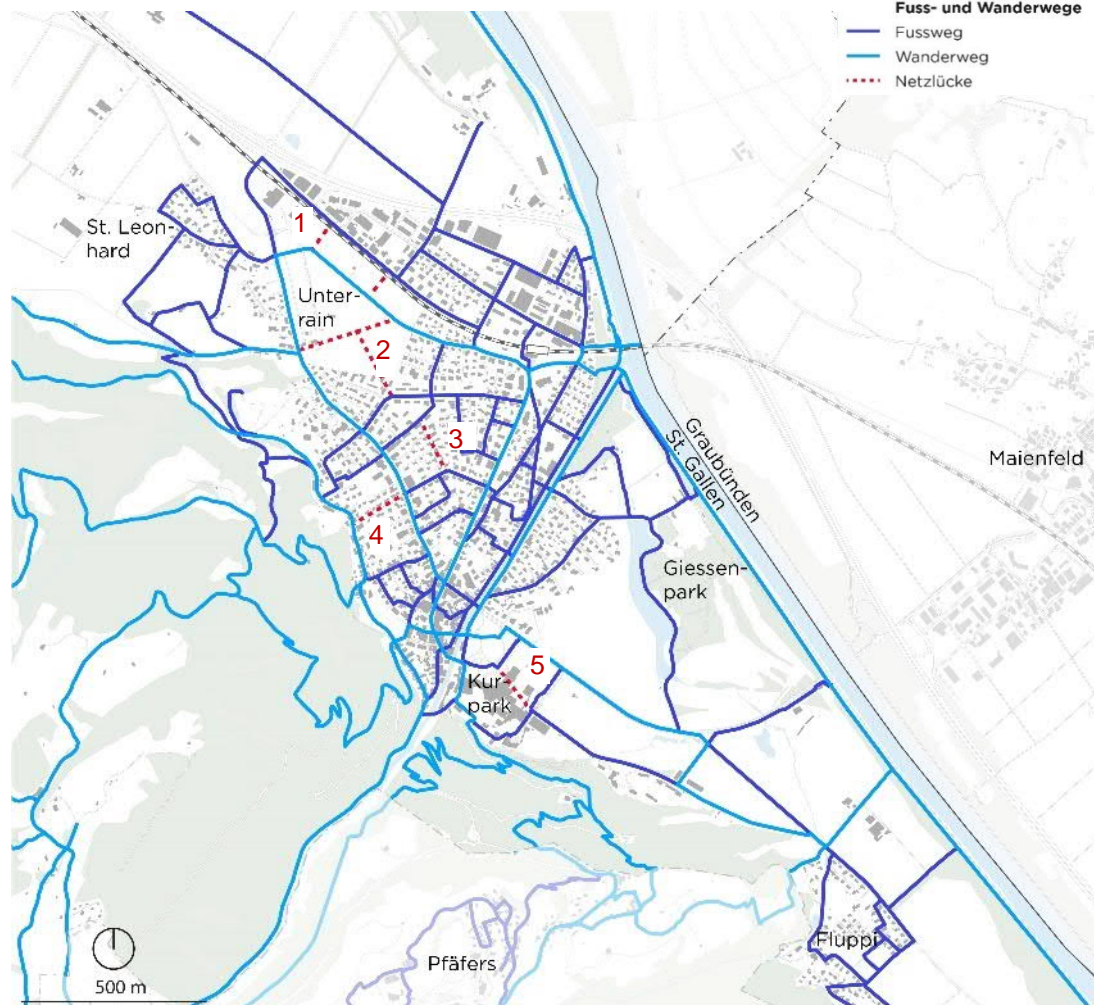 Fuss- und Wanderwege
Fussweg
Wanderweg
Netzlücke
St. Leon-
hard
1
Unter-
rain
2
3
4
Graubünden
St. Gallen
Maienfeld
Giessen-
park
5
Kur-
park
Fluppi
Pfäfers
500 m